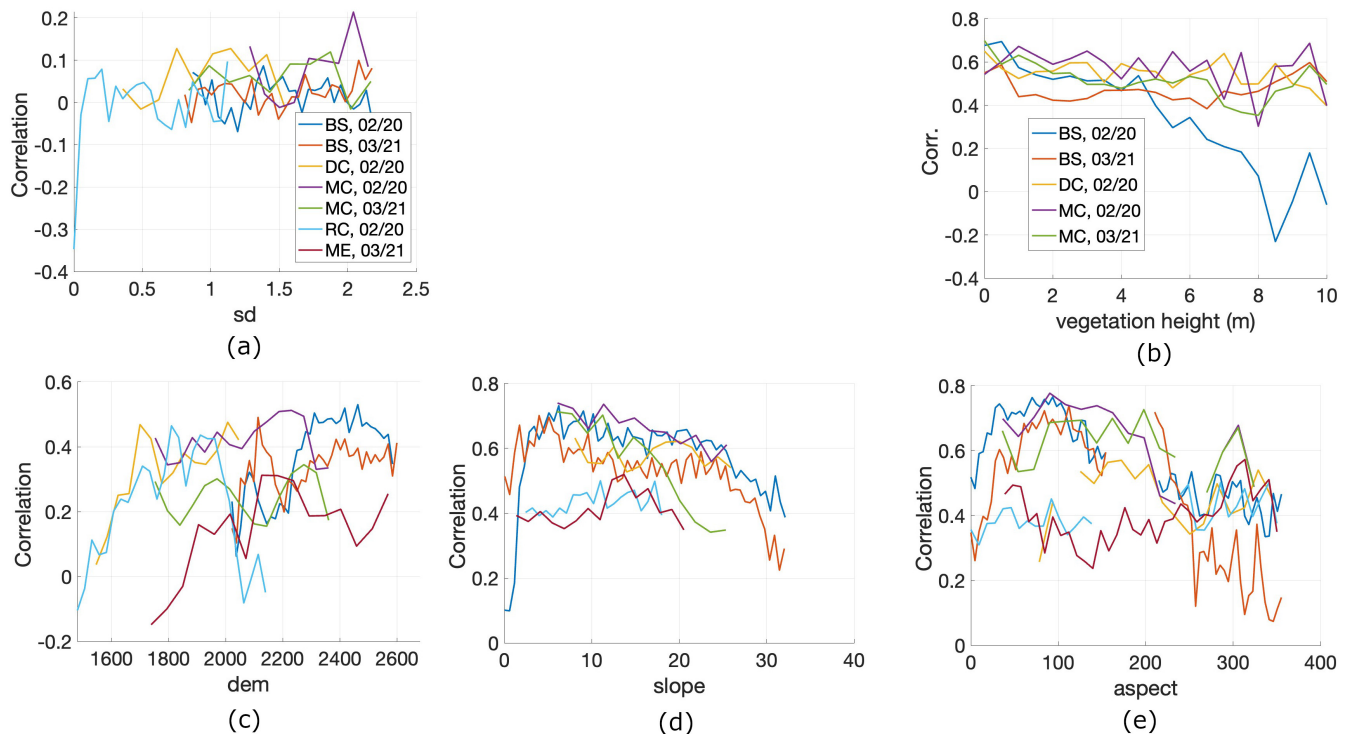 0.2
0.1
0
-0.1
-0.2
-0.3
-0.4
Correlation
0 0.5 1 1.5 2 2.5
sd
BS, 02/20
BS, 03/21
DC, 02/20
MC, 02/20
MC, 03/21
RC, 02/20
ME, 03/21
(a)
0.8
0.6
0.4
0.2
0
-0.2
-0.4
Corr.
0 2 4 6 8 10
vegetation height (m)
BS, 02/20
BS, 03/21
DC, 02/20
MC, 02/20
MC, 03/21
(b)
0.6
0.4
0.2
0
-0.2
Correlation
1600 1800 2000 2200 2400 2600
dem
(c)
0.8
0.6
0.4
0.2
0
Correlation
0 10 20 30 40
slope
(d)
0.8
0.6
0.4
0.2
0
Correlation
0 100 200 300 400
aspect
(e)